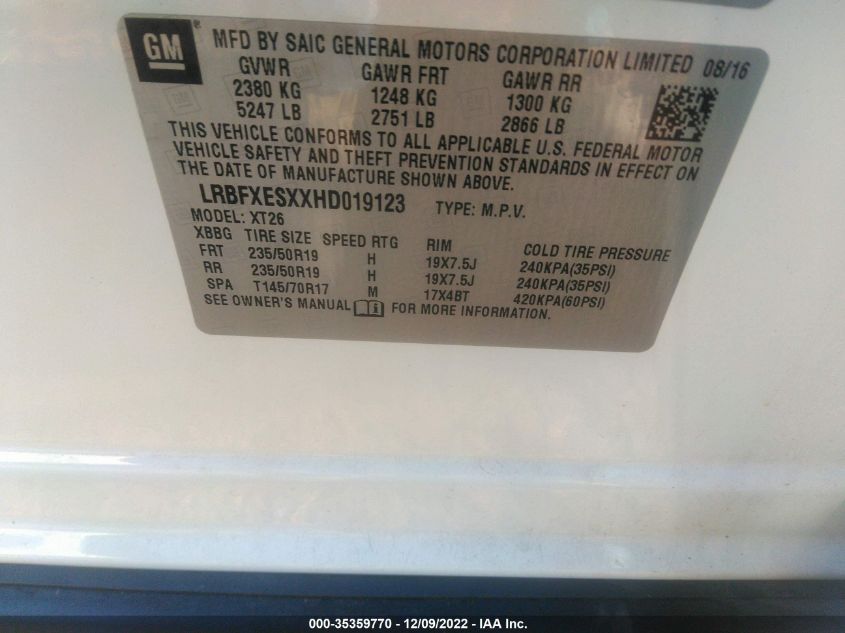 GM ® MFD BY SAIC GENERAL MOTORS CORPORATION LIMITED 08/16
GVWR GAWR FRT GAWR RR
2380 KG 1248 KG 1300 KG
5247 LB 2751 LB 2866 LB
THIS VEHICLE CONFORMS TO ALL APPLICABLE U.S. FEDERAL MOTOR
VEHICLE SAFETY AND THEFT PREVENTION STANDARDS IN EFFECT ON
THE DATE OF MANUFACTURE SHOWN ABOVE.
LRBFXESXXHD019123 TYPE: M.P.V.
MODEL: XT26
XBBG TIRE SIZE SPEED RTG RIM COLD TIRE PRESSURE
FRT 235/50R19 H 19X7.5J 240KPA(35PSI)
RR 235/50R19 H 19X7.5J 240KPA(35PSI)
SPA T145/70R17 M 17X4BT 420KPA(60PSI)
SEE OWNER'S MANUAL FOR MORE INFORMATION.
000-35359770 - 12/09/2022 - IAA Inc.